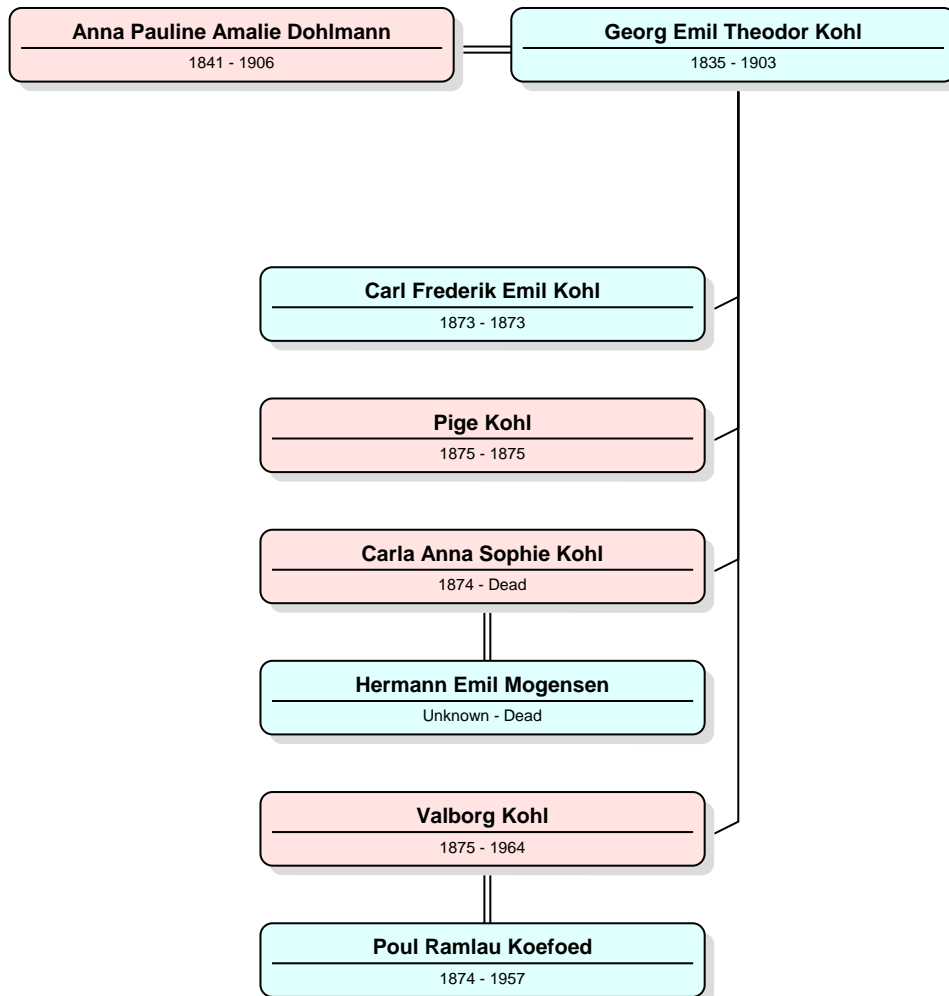 Anna Pauline Amalie Dohlmann
1841 - 1906
Georg Emil Theodor Kohl
1835 - 1903
Carl Frederik Emil Kohl
1873 - 1873
Pige Kohl
1875 - 1875
Carla Anna Sophie Kohl
1874 - Dead
Hermann Emil Mogensen
Unknown - Dead
Valborg Kohl
1875 - 1964
Poul Ramlau Koefoed
1874 - 1957